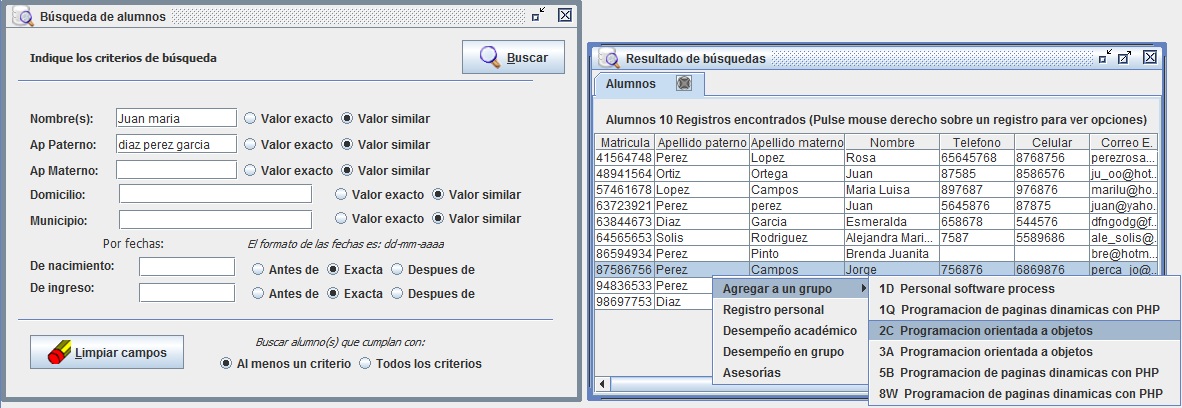 Búsqueda de alumnos
Indique los criterios de búsqueda
Buscar
Nombre(s): Juan maria Valor exacto Valor similar
Ap Paterno: diaz perez garcia Valor exacto Valor similar
Ap Materno: Valor exacto Valor similar
Domicilio: Valor exacto Valor similar
Municipio: Valor exacto Valor similar
Por fechas: El formato de las fechas es: dd-mm-aaaa
De nacimiento: Antes de Exacta Despues de
De ingreso: Antes de Exacta Despues de
Limpiar campos
Buscar alumno(s) que cumplan con:
Al menos un criterio Todos los criterios
Resultado de búsquedas
Alumnos
Alumnos 10 Registros encontrados (Pulse mouse derecho sobre un registro para ver opciones)
Matricula Apellido paterno Apellido materno Nombre Telefono Celular Correo E.
41564748 Perez Lopez Rosa 65645768 8768756 perezrosa...
48941564 Ortiz Ortega Juan 87585 8586576 ju_oo@hot...
57461678 Lopez Campos Maria Luisa 897687 976876 marilu@ho...
63723921 Perez perez Juan 5645876 87875 juan@yaho...
63844673 Diaz Garcia Esmeralda 658678 544576 dfngodg@f...
64565653 Solis Rodriguez Alejandra Mari... 7587 5589686 ale_solis@...
86594934 Perez Pinto Brenda Juanita bre@hotm...
87586756 Perez Campos Jorge 756876 6869876 perca_jo@...
94836533 Perez
98697753 Diaz
Agregar a un grupo
Registro personal
Desempeño académico
Desempeño en grupo
Asesorías
1D Personal software process
1Q Programacion de paginas dinamicas con PHP
2C Programacion orientada a objetos
3A Programacion orientada a objetos
5B Programacion de paginas dinamicas con PHP
8W Programacion de paginas dinamicas con PHP